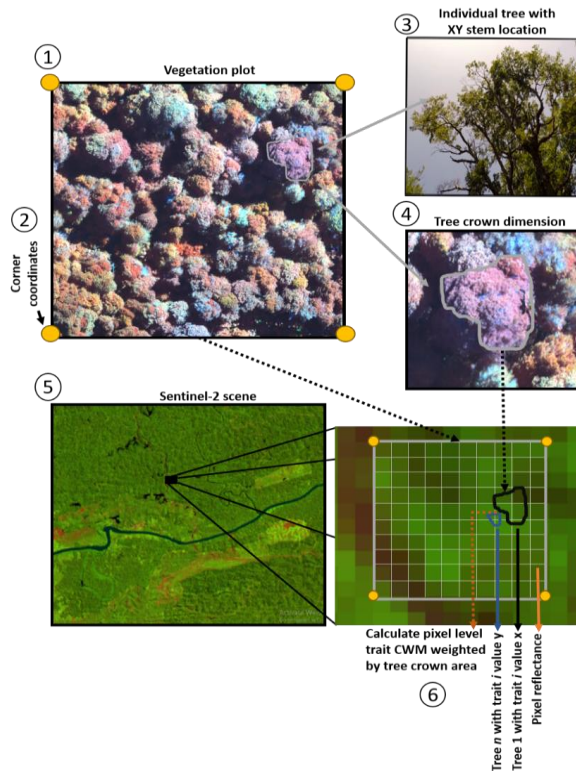 1
Vegetation plot
2
Corner
coordinates
3
Individual tree with
XY stem location
4
Tree crown dimension
5
Sentinel-2 scene
Calculate pixel level
trait CWM weighted
by tree crown area
6
Tree n with trait i value y
Tree 1 with trait i value x
Pixel reflectance